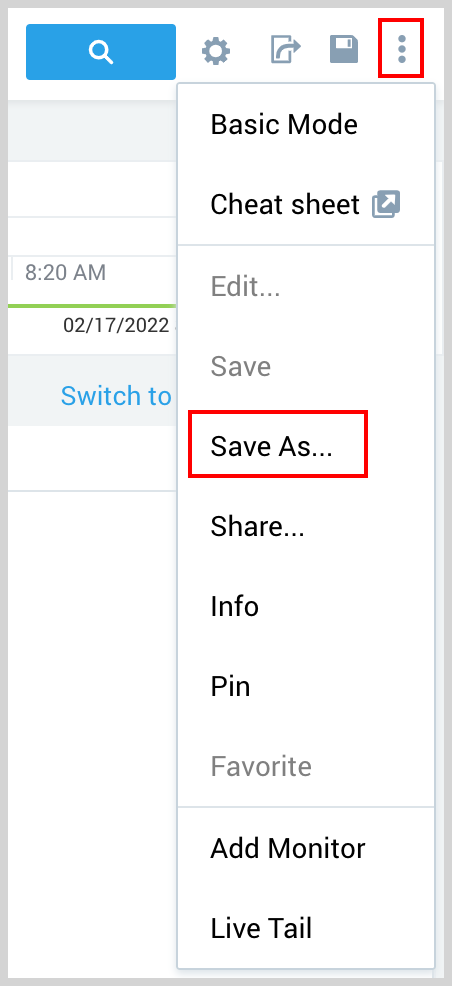 Basic Mode
Cheat sheet
8:20 AM
Edit...
02/17/2022
Save
Switch to
Save As...
Share...
Info
Pin
Favorite
Add Monitor
Live Tail